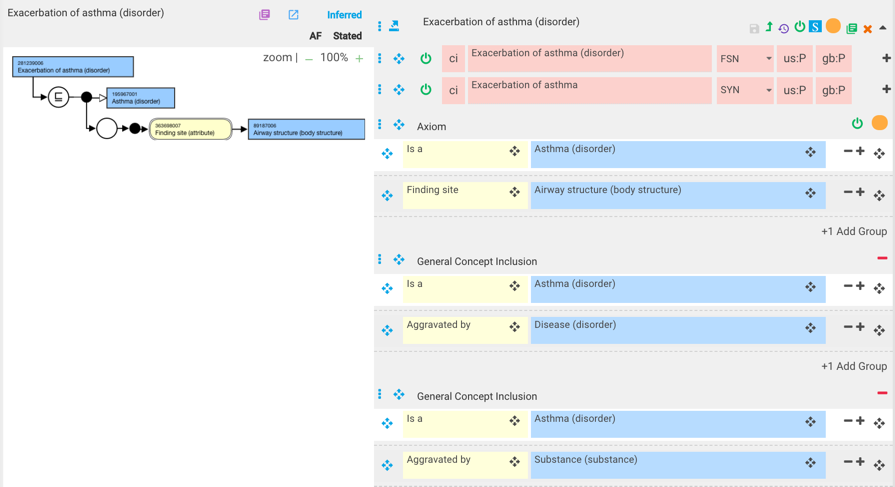 Exacerbation of asthma (disorder)
Inferred
AF Stated
zoom | — 100% +
281239006
Exacerbation of asthma (disorder)
⊑
195967001
Asthma (disorder)
363698007
Finding site (attribute)
89187006
Airway structure (body structure)
Exacerbation of asthma (disorder)
S
ci Exacerbation of asthma (disorder) FSN us:P gb:P +
ci Exacerbation of asthma SYN us:P gb:P +
Axiom
Is a Asthma (disorder)
Finding site Airway structure (body structure)
+1 Add Group
General Concept Inclusion
Is a Asthma (disorder)
Aggravated by Disease (disorder)
+1 Add Group
General Concept Inclusion
Is a Asthma (disorder)
Aggravated by Substance (substance)